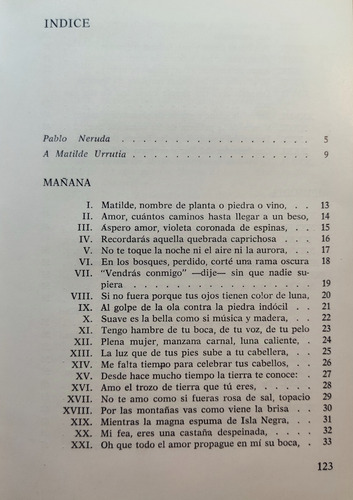 INDICE
Pablo Neruda . . . . . . . . . . . . . . . . . . 5
A Matilde Urrutia . . . . . . . . . . . . . . . . 9
MAÑANA
I. Matilde, nombre de planta o piedra o vino, . . 13
II. Amor, cuántos caminos hasta llegar a un beso, 14
III. Aspero amor, violeta coronada de espinas, . . 15
IV. Recordarás aquella quebrada caprichosa . . 16
V. No te toque la noche ni el aire ni la aurora, . 17
VI. En los bosques, perdido, corté una rama oscura 18
VII. "Vendrás conmigo" —dije— sin que nadie su-
piera . . . . . . . . . . . . . . . . . . 19
VIII. Si no fuera porque tus ojos tienen color de luna, 20
IX. Al golpe de la ola contra la piedra indócil . 21
X. Suave es la bella como si música y madera, . . 22
XI. Tengo hambre de tu boca, de tu voz, de tu pelo 23
XII. Plena mujer, manzana carnal, luna caliente, . 24
XIII. La luz que de tus pies sube a tu cabellera, . 25
XIV. Me falta tiempo para celebrar tus cabellos, . 26
XV. Desde hace mucho tiempo la tierra te conoce: . 27
XVI. Amo el trozo de tierra que tú eres, . . . . 28
XVII. No te amo como si fueras rosa de sal, topacio 29
XVIII. Por las montañas vas como viene la brisa . . 30
XIX. Mientras la magna espuma de Isla Negra, . . 31
XX. Mi fea, eres una castaña despeinada, . . . . 32
XXI. Oh que todo el amor propague en mí su boca, . 33
123